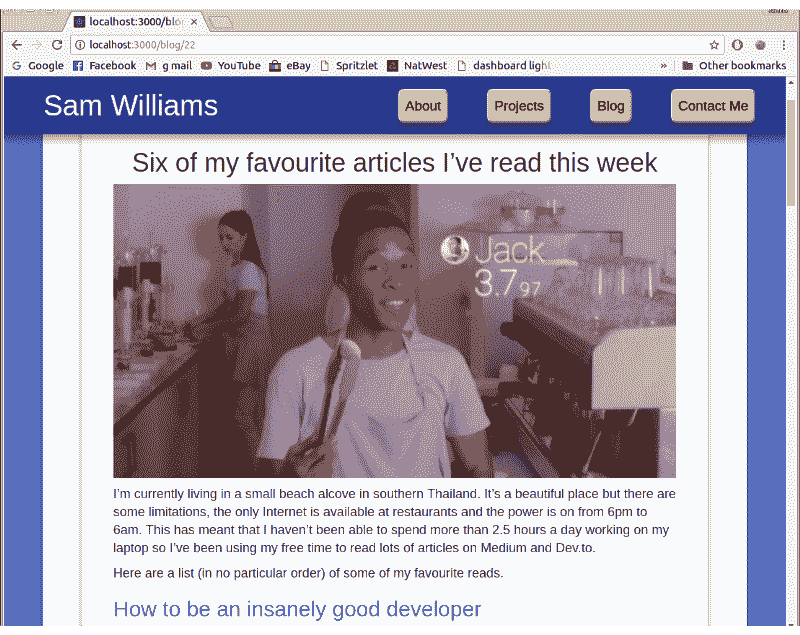 localhost:3000/blog
localhost:3000/blog/22
Google Facebook g mail YouTube eBay Spritzlet NatWest dashboard light » Other bookmarks
Sam Williams About Projects Blog Contact Me
Six of my favourite articles I've read this week
Jack
3.797
I'm currently living in a small beach alcove in southern Thailand. It's a beautiful place but there are
some limitations, the only Internet is available at restaurants and the power is on from 6pm to
6am. This has meant that I haven't been able to spend more than 2.5 hours a day working on my
laptop so I've been using my free time to read lots of articles on Medium and Dev.to.
Here are a list (in no particular order) of some of my favourite reads.
How to be an insanely good developer